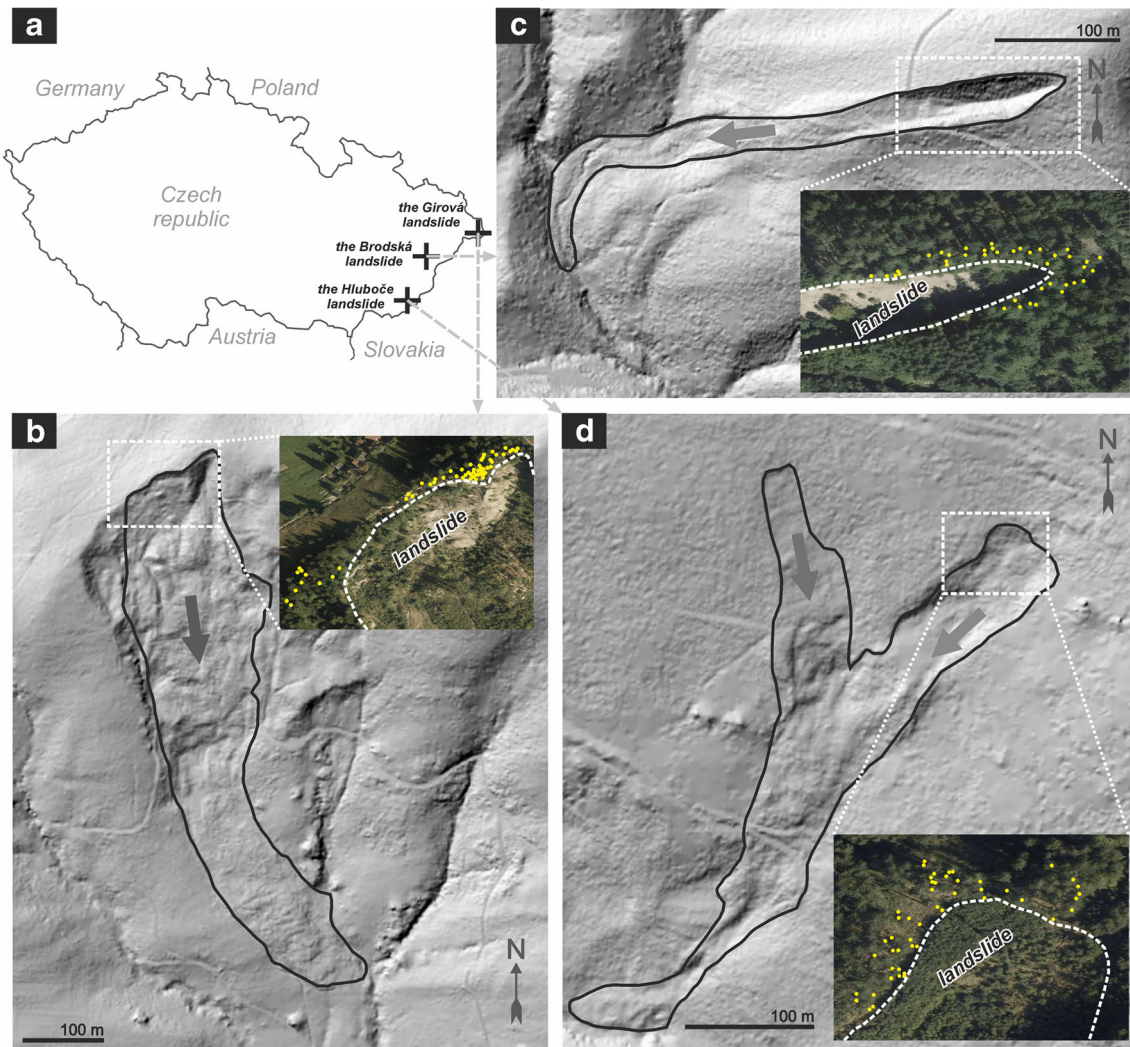 a
Germany
Poland
Czech
republic
the Girová
landslide
the Brodská
landslide
the Hluboče
landslide
Austria
Slovakia
c
100 m
N
landslide
b
landslide
N
100 m
d
N
landslide
100 m